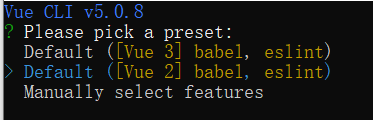 Vue CLI v5.0.8
? Please pick a preset:
Default ([Vue 3] babel, eslint)
> Default ([Vue 2] babel, eslint)
Manually select features